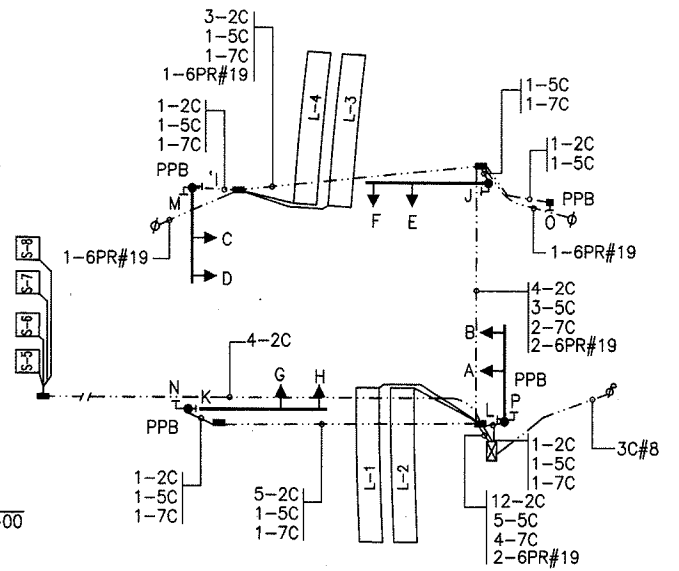 3-2C
1-5C
1-7C
1-6PR#19
1-2C
1-5C
1-7C
L-4
L-3
1-5C
1-7C
1-2C
1-5C
PPB
I
M
F
E
J
PPB
O
C
D
1-6PR#19
1-6PR#19
S-8
S-7
S-6
S-5
4-2C
3-5C
2-7C
2-6PR#19
B
A
4-2C
G
H
N
K
PPB
PPB
L
P
L-1
L-2
3C#8
1-2C
1-5C
1-7C
5-2C
1-5C
1-7C
1-2C
1-5C
1-7C
12-2C
5-5C
4-7C
2-6PR#19
-00